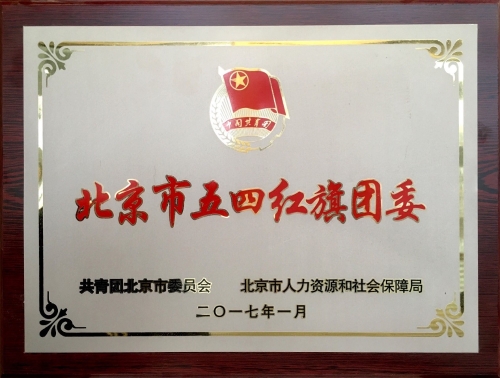 中国共青团
北京市五四红旗团委
共青团北京市委员会 北京市人力资源和社会保障局
二〇一七年一月